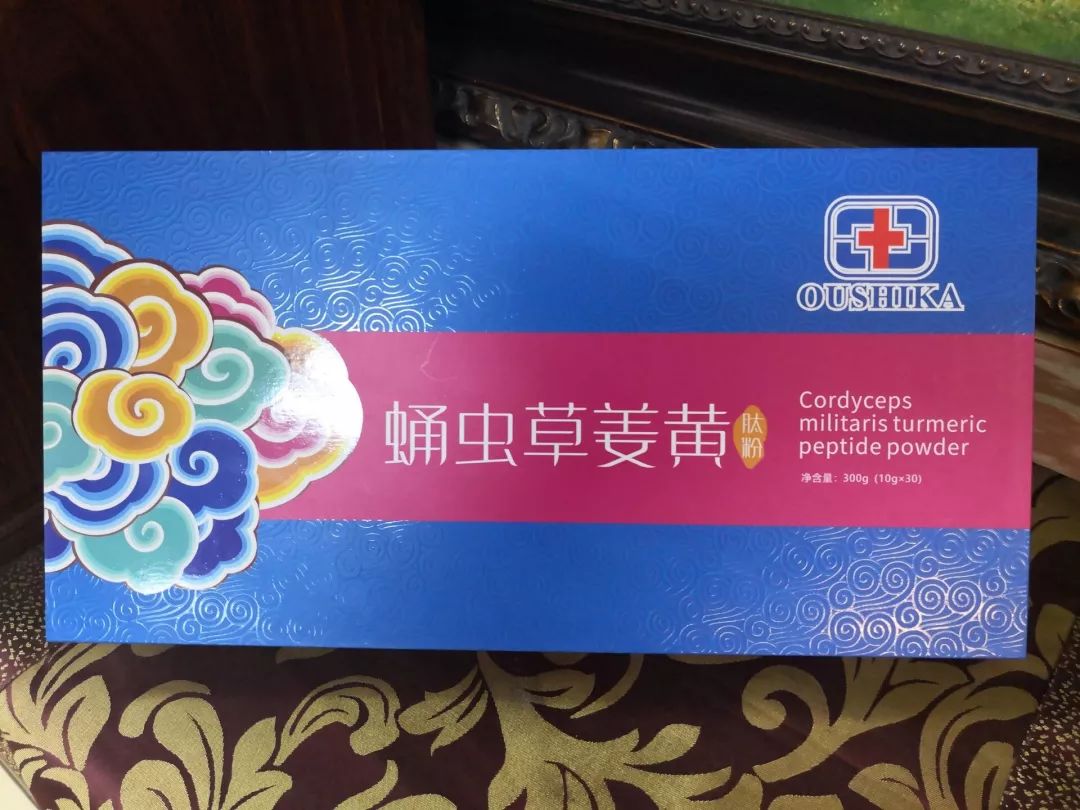 OUSHIKA
蛹虫草姜黄
肽
粉
Cordyceps
militaris turmeric
peptide powder
净含量：300g (10g×30)